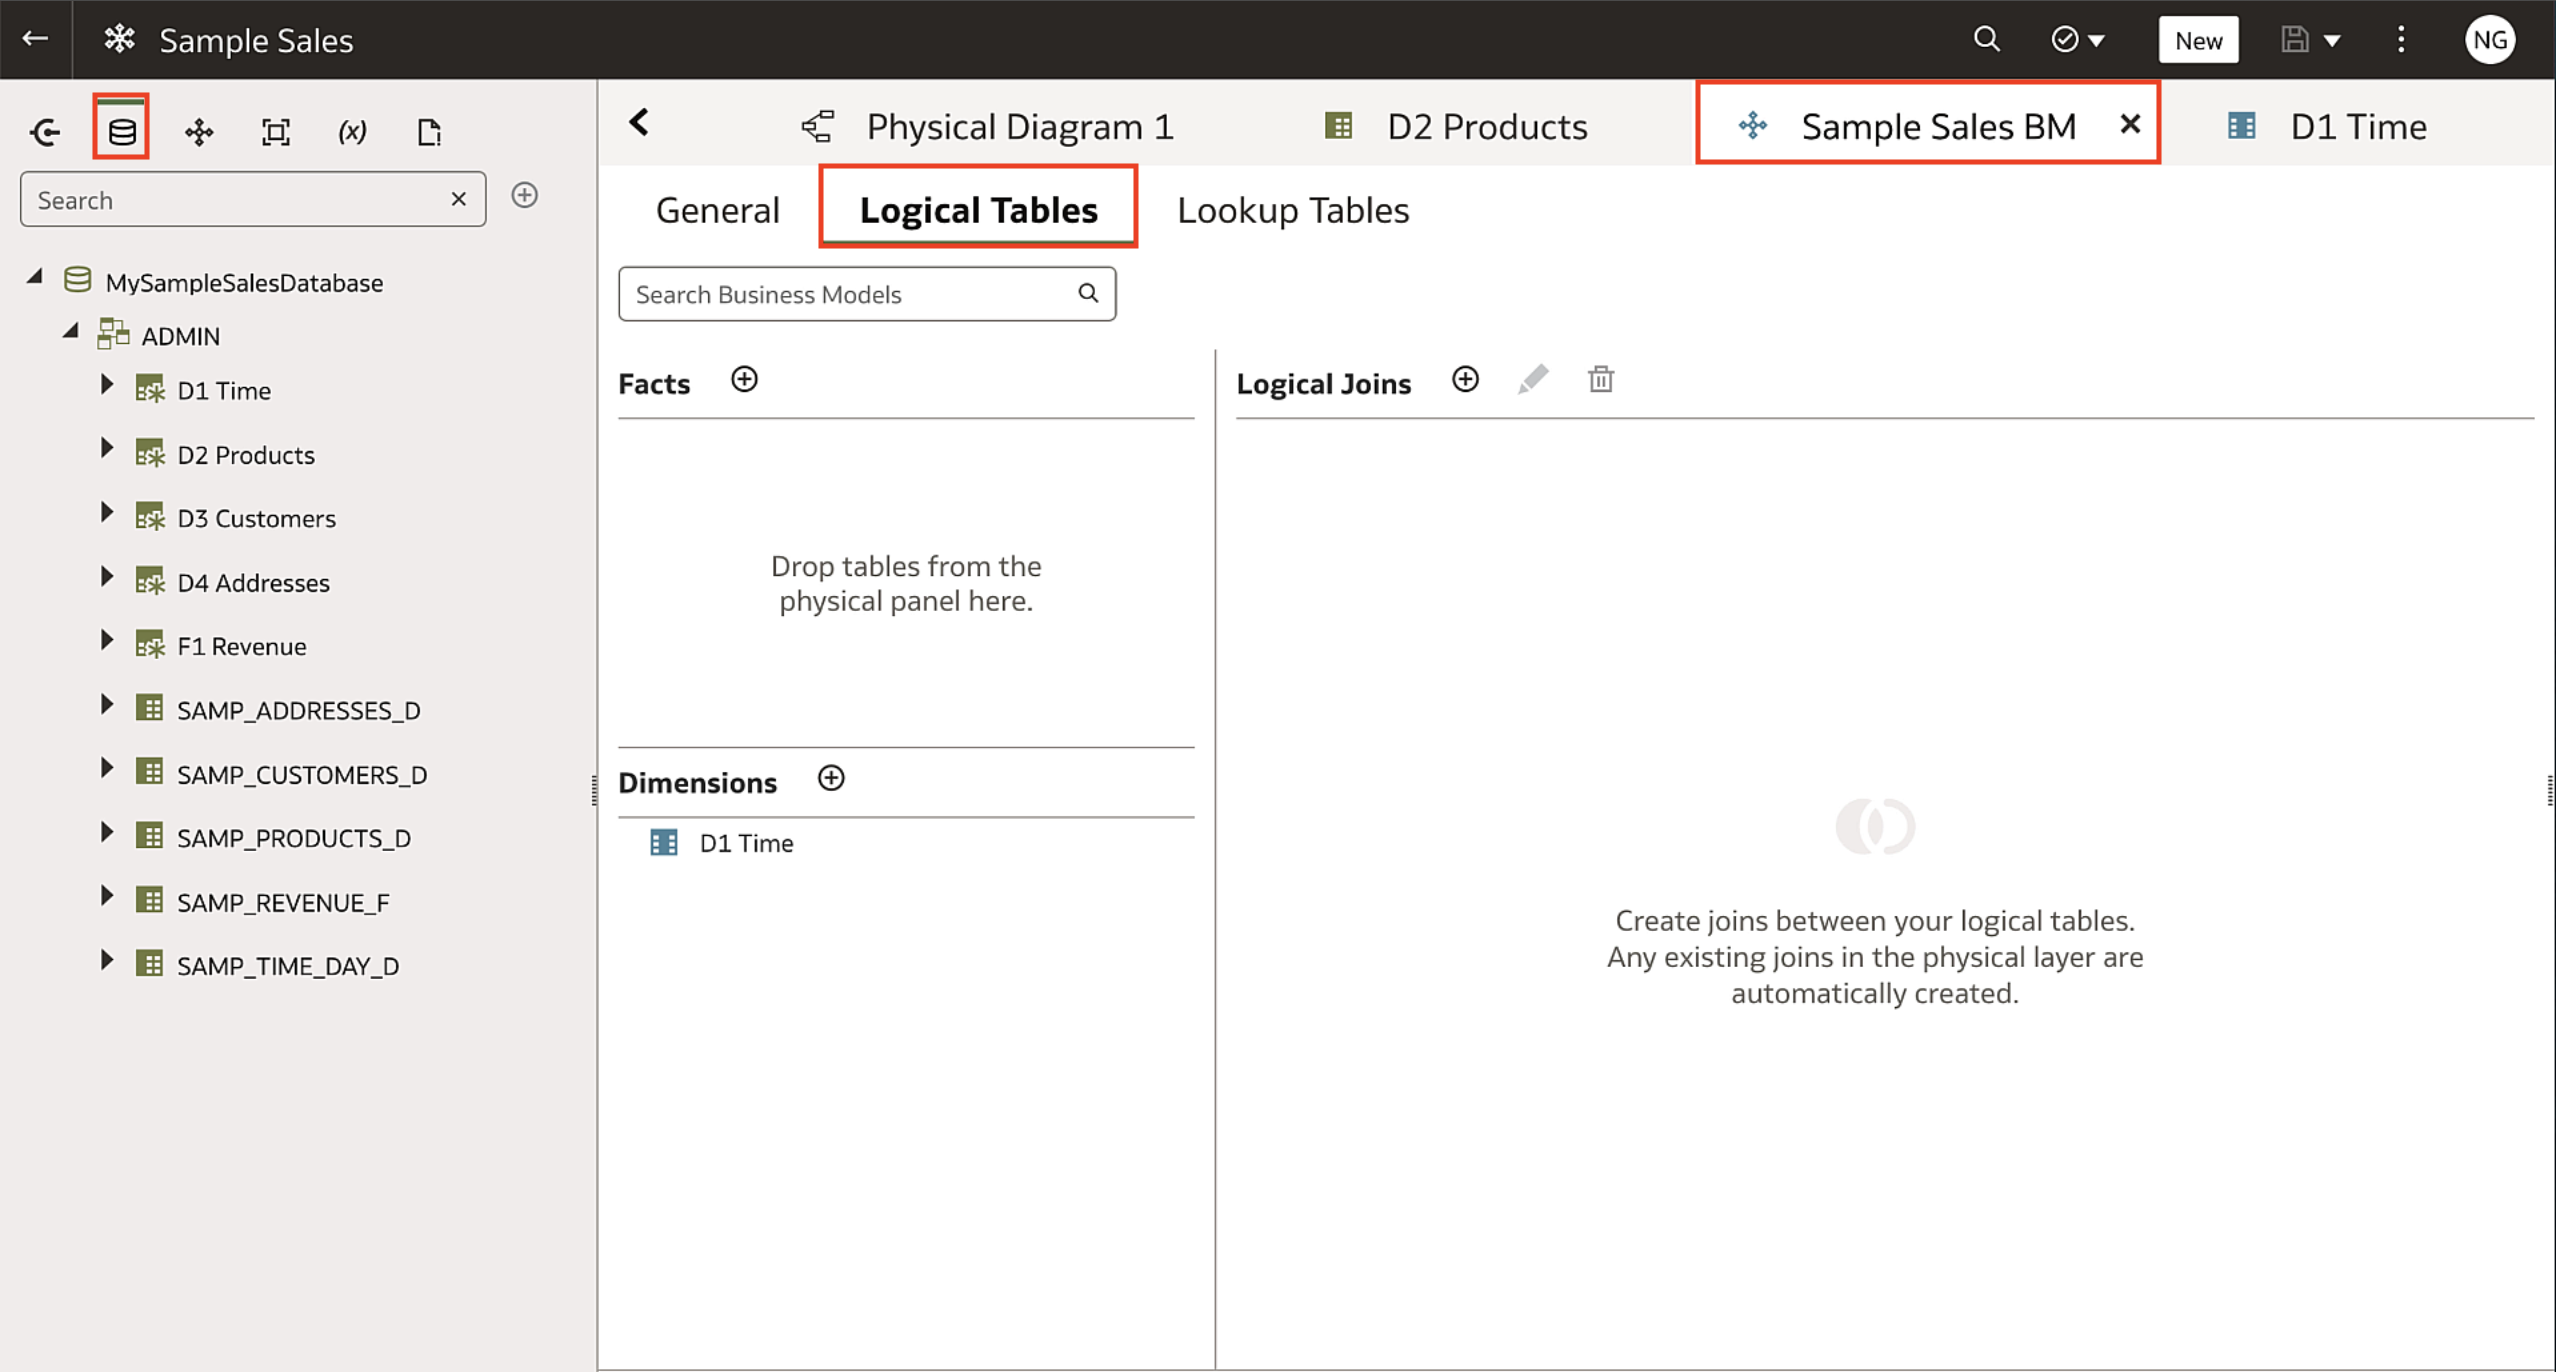 Sample Sales
New
NG
(x)
Search
MySampleSalesDatabase
ADMIN
D1 Time
D2 Products
D3 Customers
D4 Addresses
F1 Revenue
SAMP_ADDRESSES_D
SAMP_CUSTOMERS_D
SAMP_PRODUCTS_D
SAMP_REVENUE_F
SAMP_TIME_DAY_D
Physical Diagram 1
D2 Products
Sample Sales BM
D1 Time
General
Logical Tables
Lookup Tables
Search Business Models
Facts
Drop tables from the
physical panel here.
Dimensions
D1 Time
Logical Joins
Create joins between your logical tables.
Any existing joins in the physical layer are
automatically created.